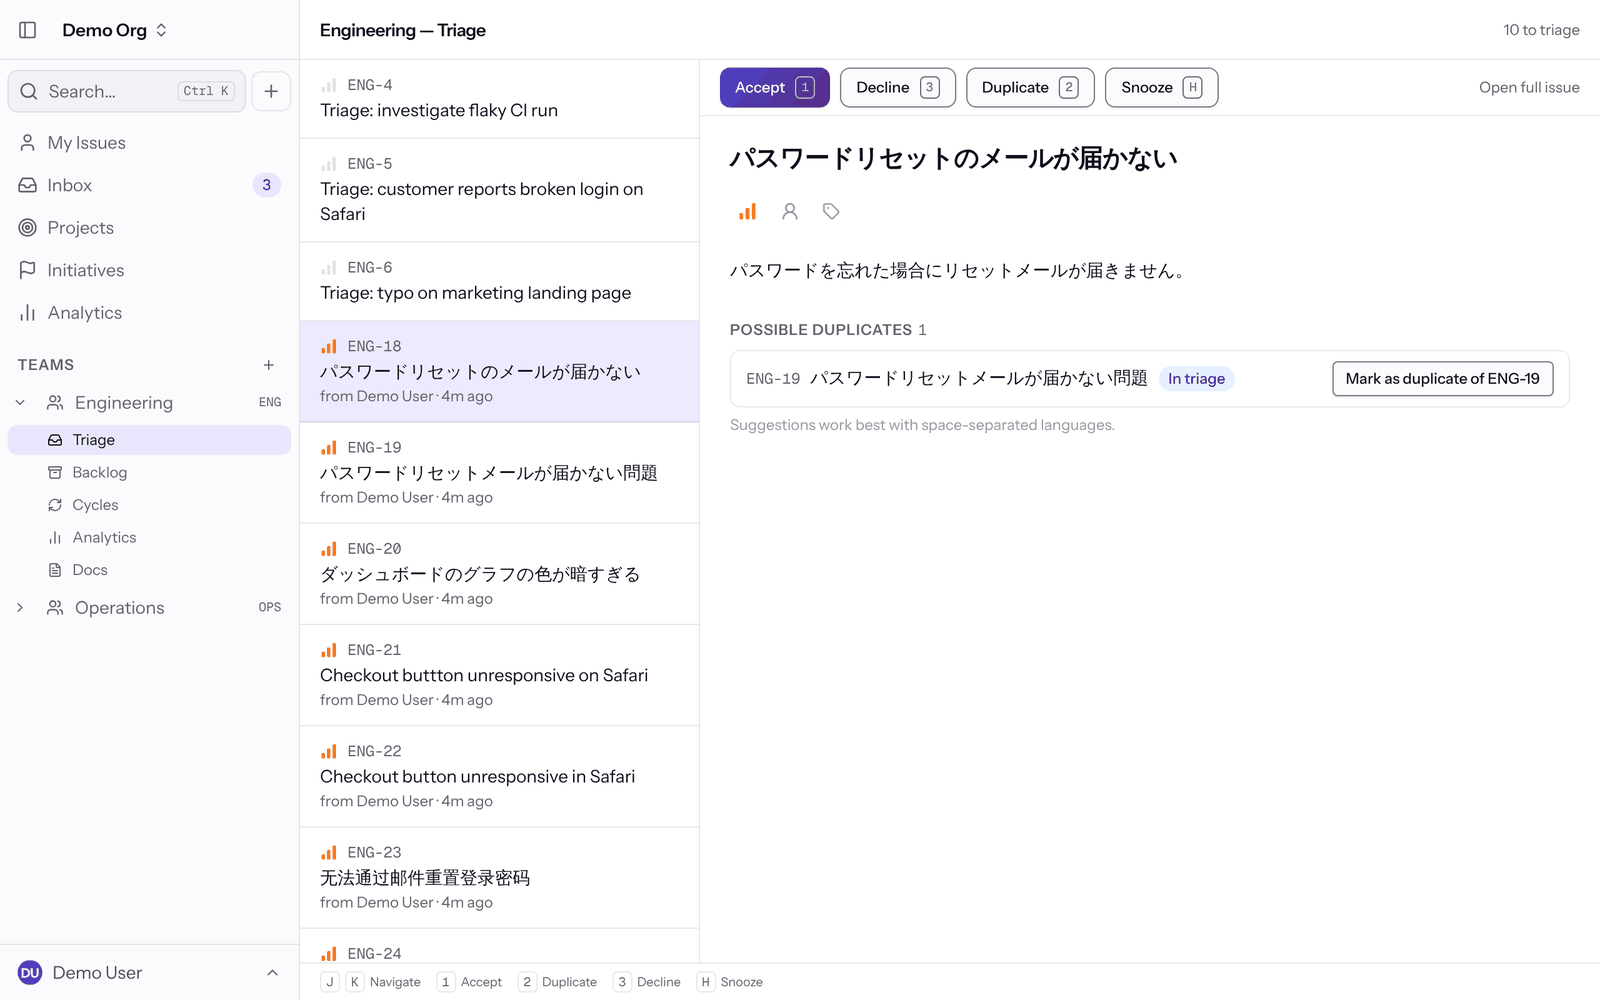 Demo Org
Search...
Ctrl K
My Issues
Inbox
3
Projects
Initiatives
Analytics
TEAMS
Engineering
ENG
Triage
Backlog
Cycles
Analytics
Docs
Operations
OPS
DU
Demo User
Engineering — Triage
10 to triage
ENG-4
Triage: investigate flaky CI run
ENG-5
Triage: customer reports broken login on
Safari
ENG-6
Triage: typo on marketing landing page
ENG-18
パスワードリセットのメールが届かない
from Demo User · 4m ago
ENG-19
パスワードリセットメールが届かない問題
from Demo User · 4m ago
ENG-20
ダッシュボードのグラフの色が暗すぎる
from Demo User · 4m ago
ENG-21
Checkout buttton unresponsive on Safari
from Demo User · 4m ago
ENG-22
Checkout button unresponsive in Safari
from Demo User · 4m ago
ENG-23
无法通过邮件重置登录密码
from Demo User · 4m ago
ENG-24
Accept 1
Decline 3
Duplicate 2
Snooze H
Open full issue
パスワードリセットのメールが届かない
パスワードを忘れた場合にリセットメールが届きません。
POSSIBLE DUPLICATES 1
ENG-19 パスワードリセットメールが届かない問題 In triage
Mark as duplicate of ENG-19
Suggestions work best with space-separated languages.
J K Navigate 1 Accept 2 Duplicate 3 Decline H Snooze